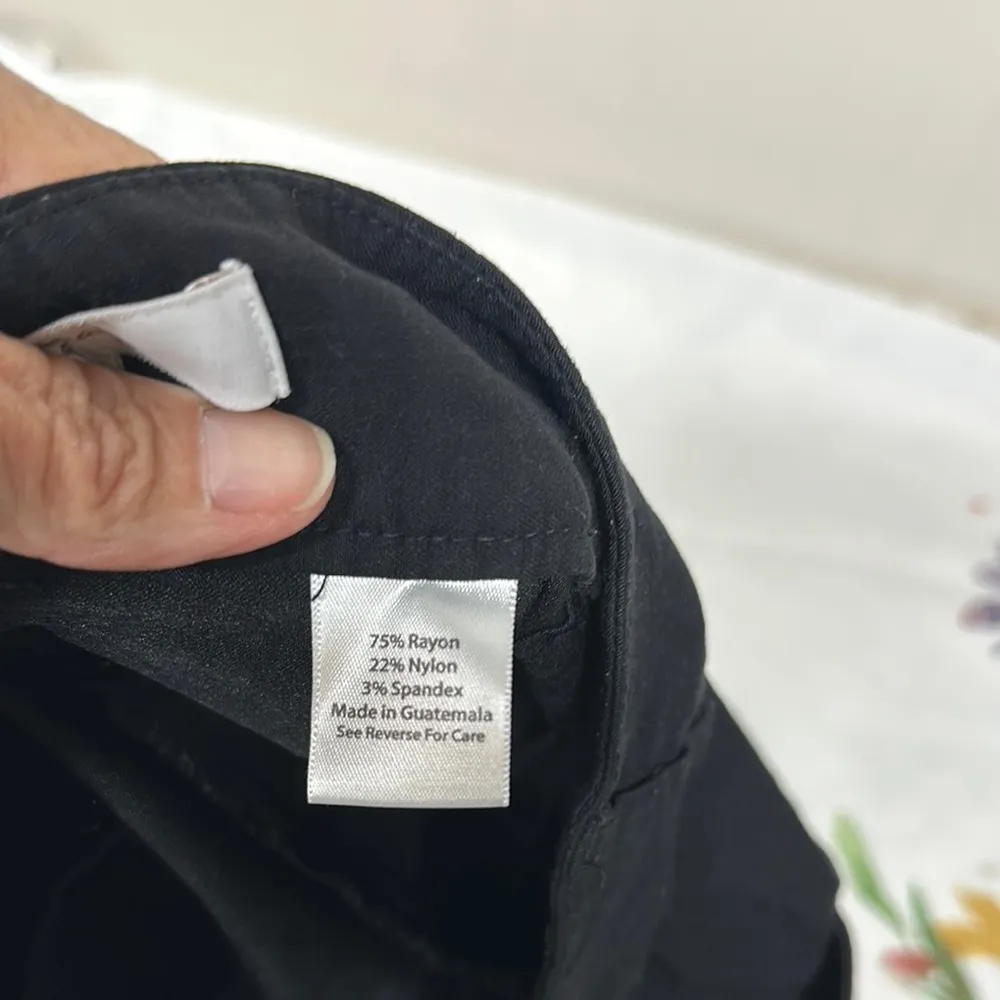 75% Rayon
22% Nylon
3% Spandex
Made in Guatemala
See Reverse For Care